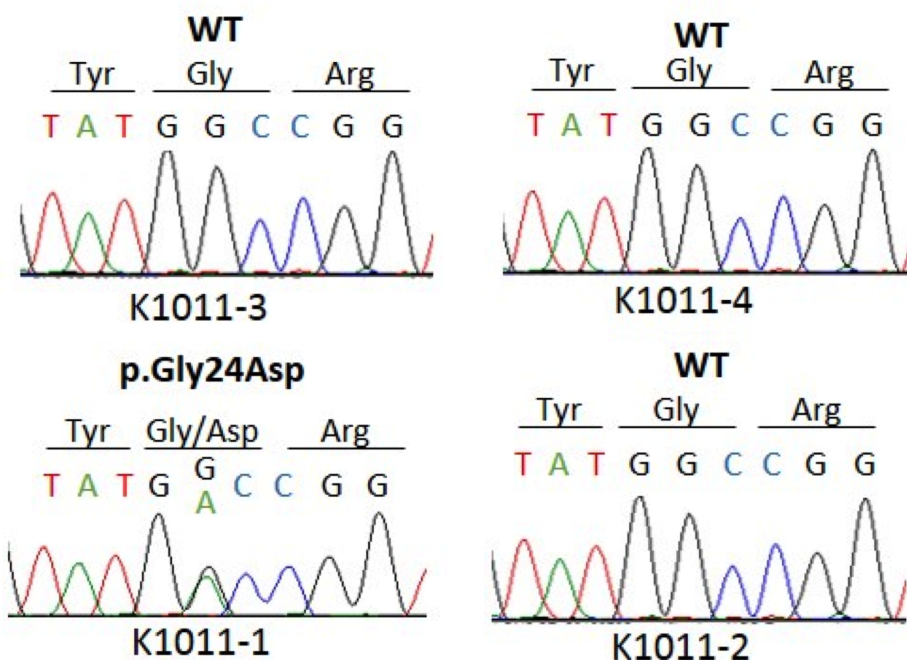 WT
Tyr Gly Arg
T A T G G C C G G
K1011-3
WT
Tyr Gly Arg
T A T G G C C G G
K1011-4
p.Gly24Asp
Tyr Gly/Asp Arg
T A T G G C C G G
A
K1011-1
WT
Tyr Gly Arg
T A T G G C C G G
K1011-2